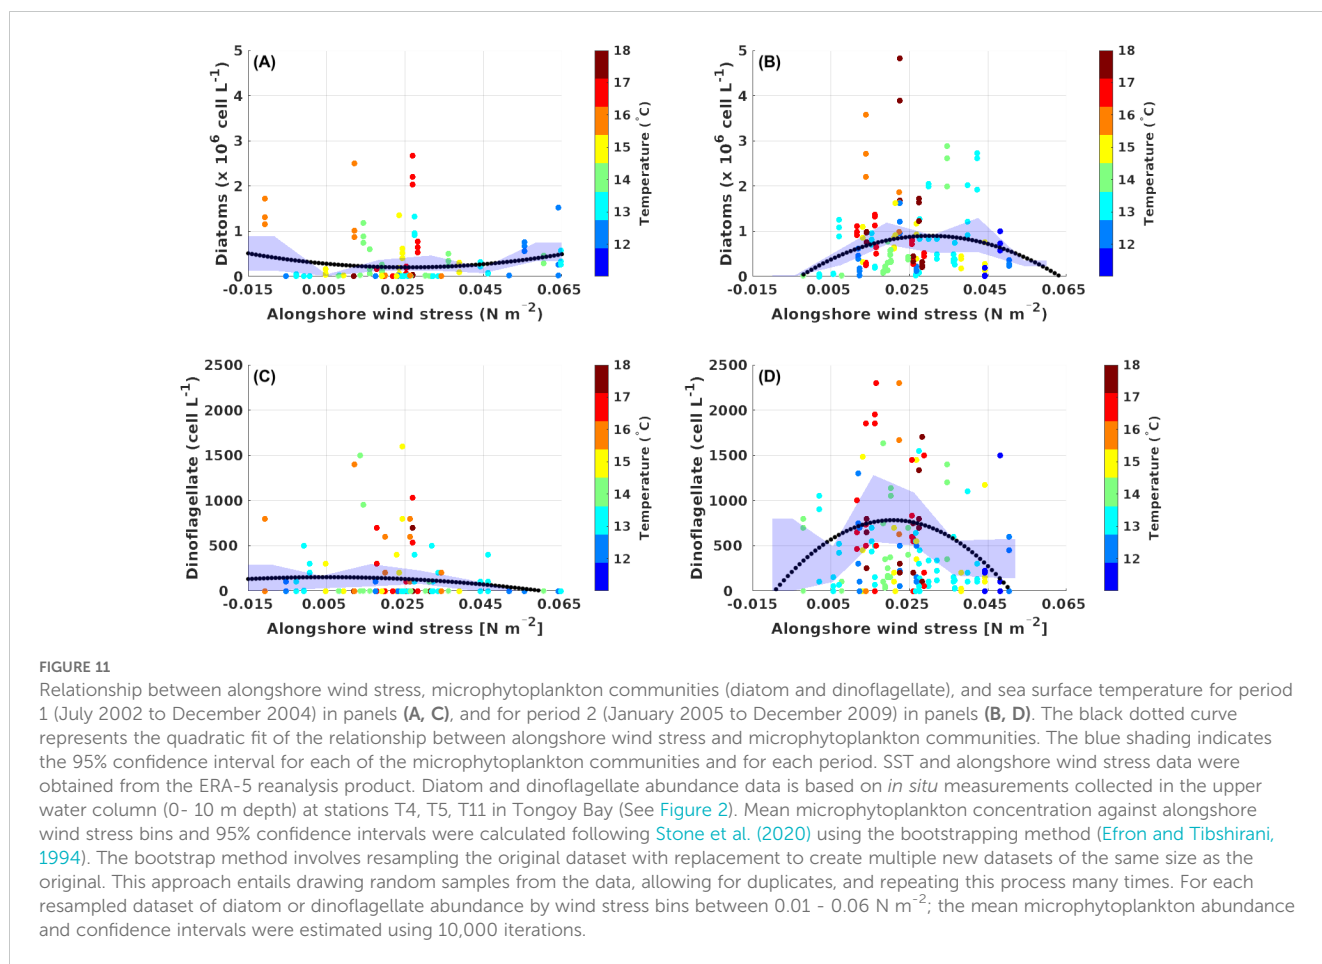 (A)
5
4
3
2
1
0
Diatoms (x 10⁶ cell L⁻¹)
-0.015
0.005
0.025
0.045
0.065
Alongshore wind stress (N m⁻²)
18
17
16
15
14
13
12
Temperature (°C)
(B)
5
4
3
2
1
0
Diatoms (x 10⁶ cell L⁻¹)
-0.015
0.005
0.025
0.045
0.065
Alongshore wind stress (N m⁻²)
18
17
16
15
14
13
12
Temperature (°C)
(C)
2500
2000
1500
1000
500
0
Dinoflagellate (cell L⁻¹)
-0.015
0.005
0.025
0.045
0.065
Alongshore wind stress [N m⁻²]
18
17
16
15
14
13
12
Temperature (°C)
(D)
2500
2000
1500
1000
500
0
Dinoflagellate (cell L⁻¹)
-0.015
0.005
0.025
0.045
0.065
Alongshore wind stress [N m⁻²]
18
17
16
15
14
13
12
Temperature (°C)
FIGURE 11
Relationship between alongshore wind stress, microphytoplankton communities (diatom and dinoflagellate), and sea surface temperature for period
1 (July 2002 to December 2004) in panels (A, C), and for period 2 (January 2005 to December 2009) in panels (B, D). The black dotted curve
represents the quadratic fit of the relationship between alongshore wind stress and microphytoplankton communities. The blue shading indicates
the 95% confidence interval for each of the microphytoplankton communities and for each period. SST and alongshore wind stress data were
obtained from the ERA-5 reanalysis product. Diatom and dinoflagellate abundance data is based on in situ measurements collected in the upper
water column (0- 10 m depth) at stations T4, T5, T11 in Tongoy Bay (See Figure 2). Mean microphytoplankton concentration against alongshore
wind stress bins and 95% confidence intervals were calculated following Stone et al. (2020) using the bootstrapping method (Efron and Tibshirani,
1994). The bootstrap method involves resampling the original dataset with replacement to create multiple new datasets of the same size as the
original. This approach entails drawing random samples from the data, allowing for duplicates, and repeating this process many times. For each
resampled dataset of diatom or dinoflagellate abundance by wind stress bins between 0.01 - 0.06 N m⁻²; the mean microphytoplankton abundance
and confidence intervals were estimated using 10,000 iterations.